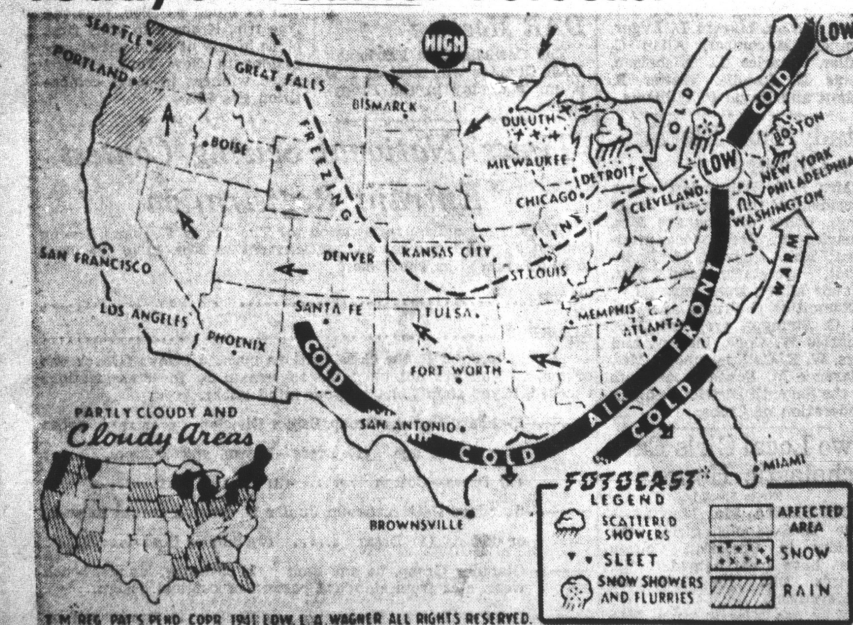 HIGH
LOW
SEATTLE
PORTLAND
GREAT FALLS
BISMARCK
DULUTH
COLD
COLD
BOSTON
BOISE
FREEZING
MILWAUKEE
DETROIT
LOW
NEW YORK
PHILADELPHIA
CHICAGO
CLEVELAND
WASHINGTON
LINE
SAN FRANCISCO
DENVER
KANSAS CITY
ST. LOUIS
WARM
LOS ANGELES
SANTA FE
TULSA
MEMPHIS
ATLANTA
PHOENIX
COLD
FORT WORTH
COLD AIR FRONT
COLD
SAN ANTONIO
MIAMI
BROWNSVILLE
PARTLY CLOUDY AND
Cloudy Areas
FOTOCAST
LEGEND
SCATTERED
SHOWERS
AFFECTED
AREA
SLEET
SNOW
SNOW SHOWERS
AND FLURRIES
RAIN
T. M. REG. PAT'S PEND. COPR. 1941 EDW. L. A. WAGNER ALL RIGHTS RESERVED.